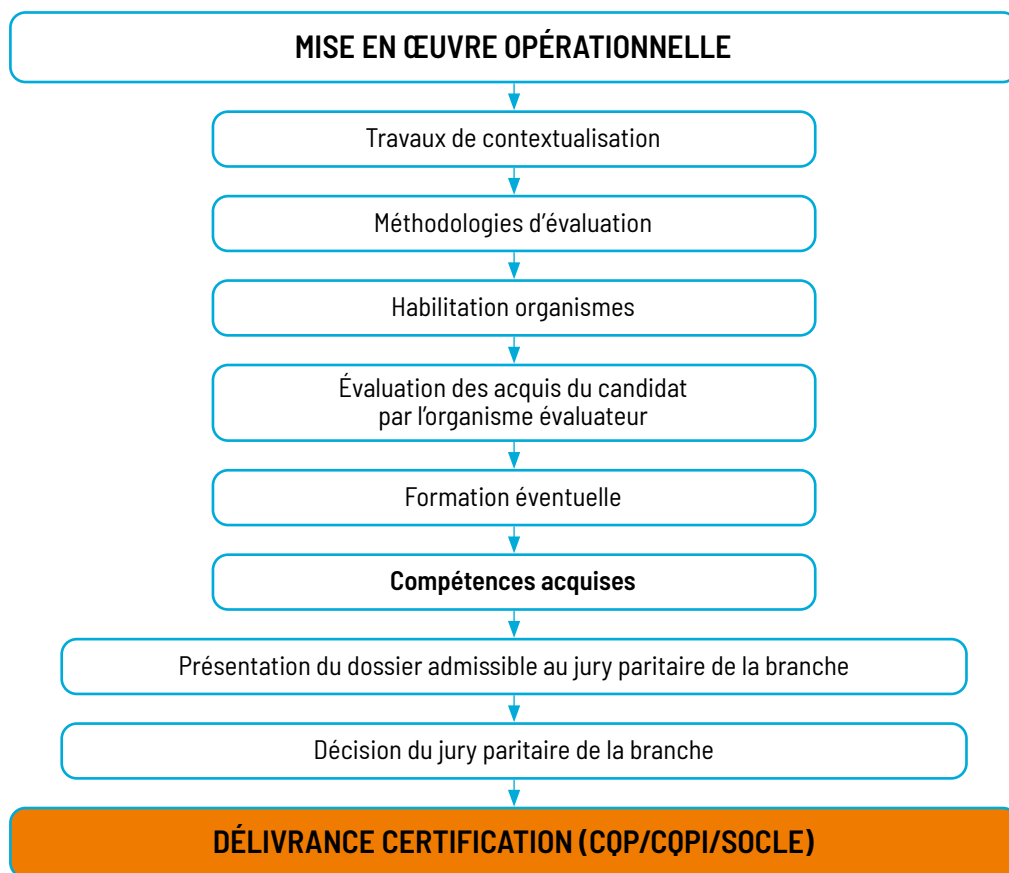 MISE EN ŒUVRE OPÉRATIONNELLE
Travaux de contextualisation
Méthodologies d'évaluation
Habilitation organismes
Évaluation des acquis du candidat
par l'organisme évaluateur
Formation éventuelle
Compétences acquises
Présentation du dossier admissible au jury paritaire de la branche
Décision du jury paritaire de la branche
DÉLIVRANCE CERTIFICATION (CQP/CQPI/SOCLE)